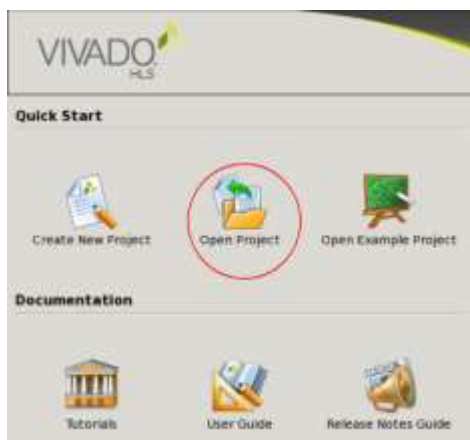 VIVADO
HLS
Quick Start
Create New Project
Open Project
Open Example Project
Documentation
Tutorials
User Guide
Release Notes Guide